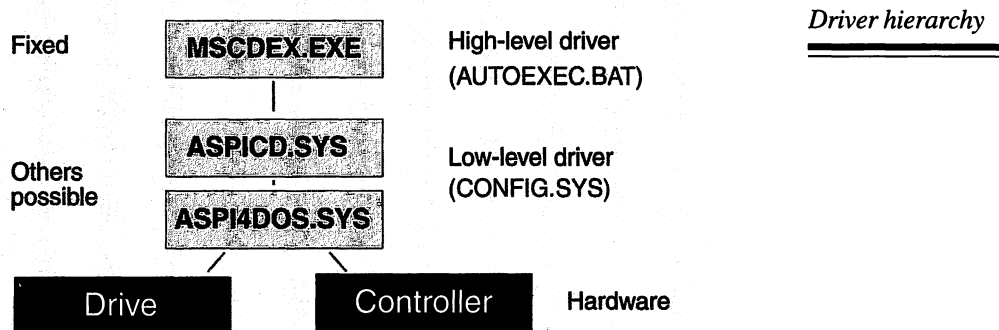 Driver hierarchy
Fixed
MSCDEX.EXE
High-level driver
(AUTOEXEC.BAT)
Others
possible
ASPICD.SYS
ASPI4DOS.SYS
Low-level driver
(CONFIG.SYS)
Drive
Controller
Hardware